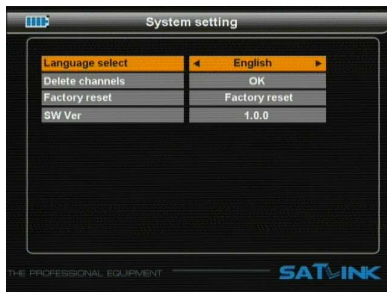 System setting
Language select English
Delete channels OK
Factory reset Factory reset
SW Ver 1.0.0
THE PROFESSIONAL EQUIPMENT SATLINK